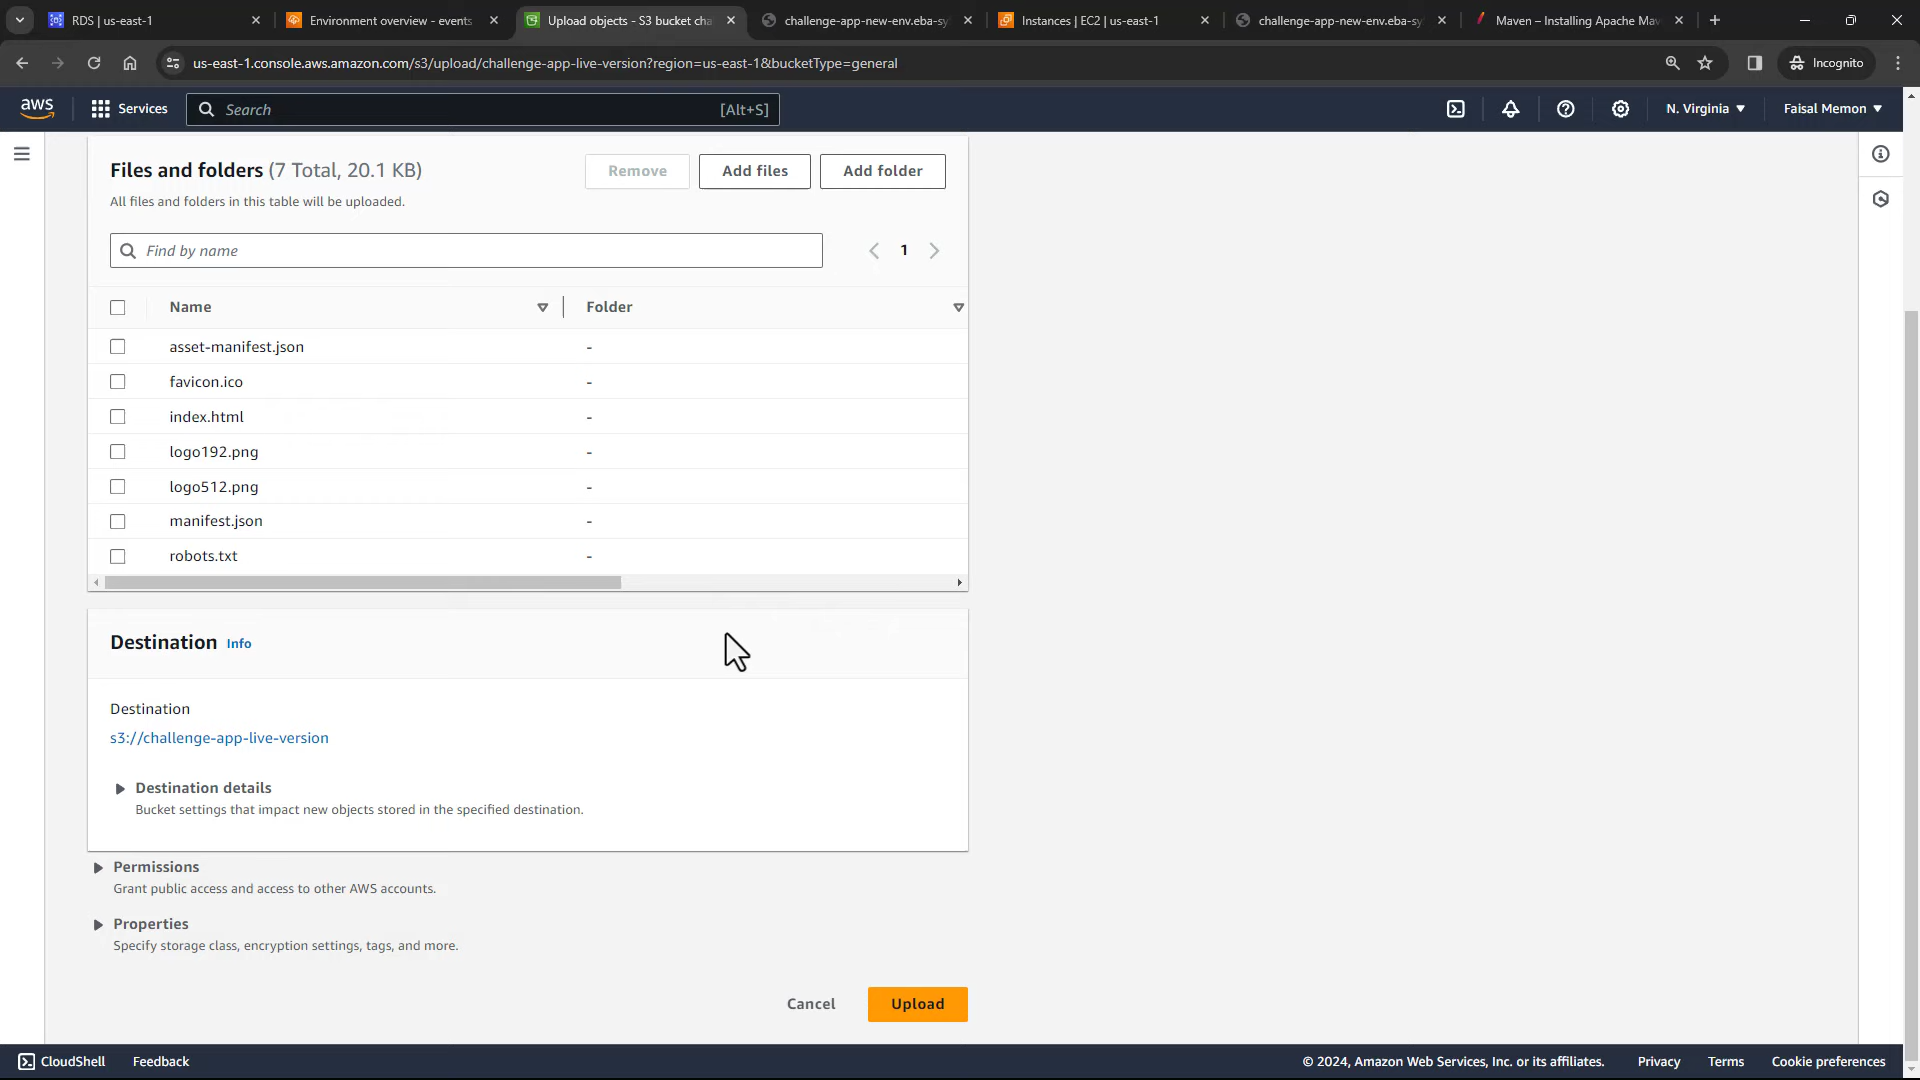 RDS | us-east-1
Environment overview - events
Upload objects - S3 bucket cha
challenge-app-new-env.eba-sy
Instances | EC2 | us-east-1
challenge-app-new-env.eba-sy
Maven – Installing Apache Mav
us-east-1.console.aws.amazon.com/s3/upload/challenge-app-live-version?region=us-east-1&bucketType=general
Incognito
aws
Services
Search
[Alt+S]
N. Virginia
Faisal Memon
Files and folders (7 Total, 20.1 KB)
Remove
Add files
Add folder
All files and folders in this table will be uploaded.
Find by name
1
Name
Folder
asset-manifest.json -
favicon.ico -
index.html -
logo192.png -
logo512.png -
manifest.json -
robots.txt -
Destination Info
Destination
s3://challenge-app-live-version
Destination details
Bucket settings that impact new objects stored in the specified destination.
Permissions
Grant public access and access to other AWS accounts.
Properties
Specify storage class, encryption settings, tags, and more.
Cancel
Upload
CloudShell
Feedback
© 2024, Amazon Web Services, Inc. or its affiliates.
Privacy
Terms
Cookie preferences